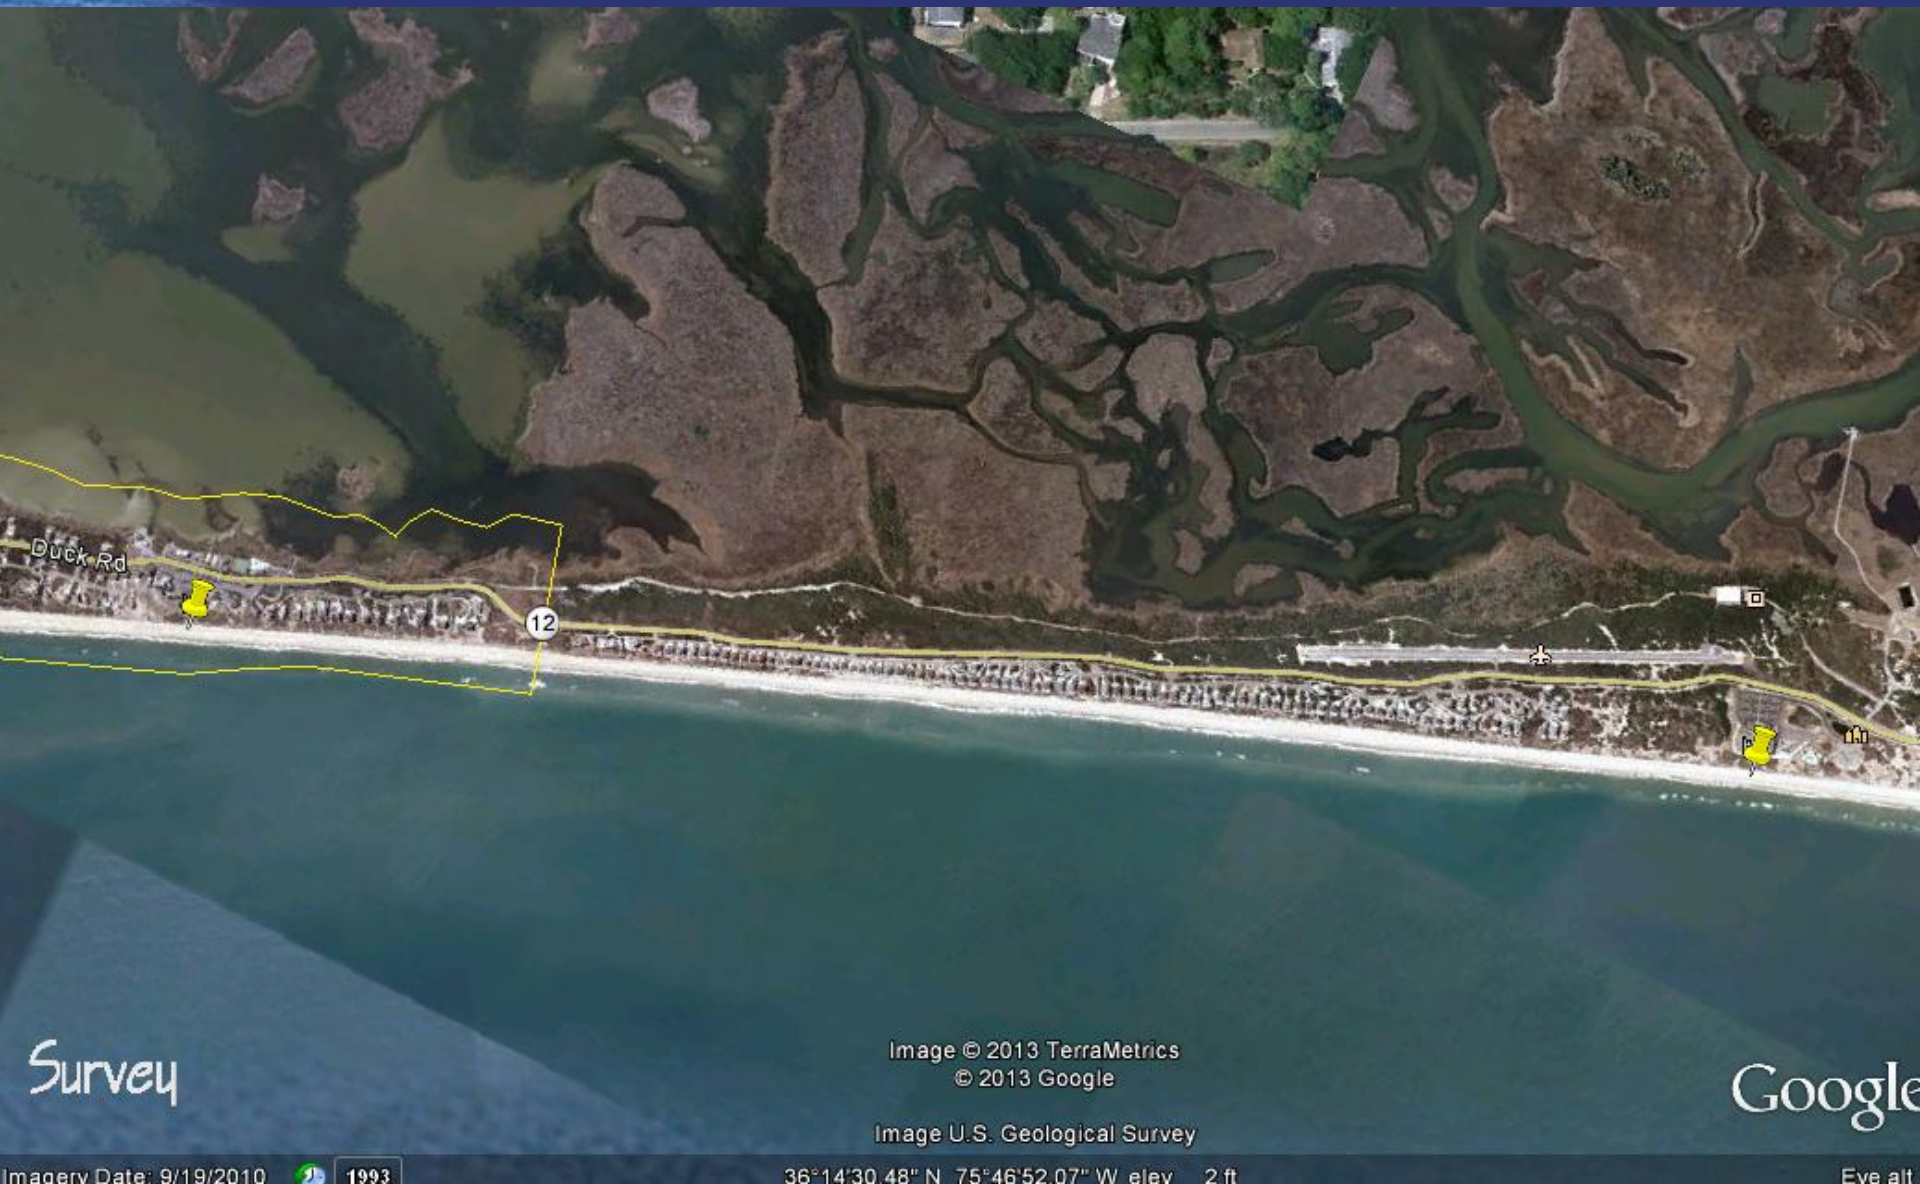 Duck Rd
12
Survey
Image © 2013 TerraMetrics
© 2013 Google
Google
Image U.S. Geological Survey
Imagery Date: 9/19/2010
1993
36°14'30.48" N 75°46'52.07" W elev 2 ft
Eye alt